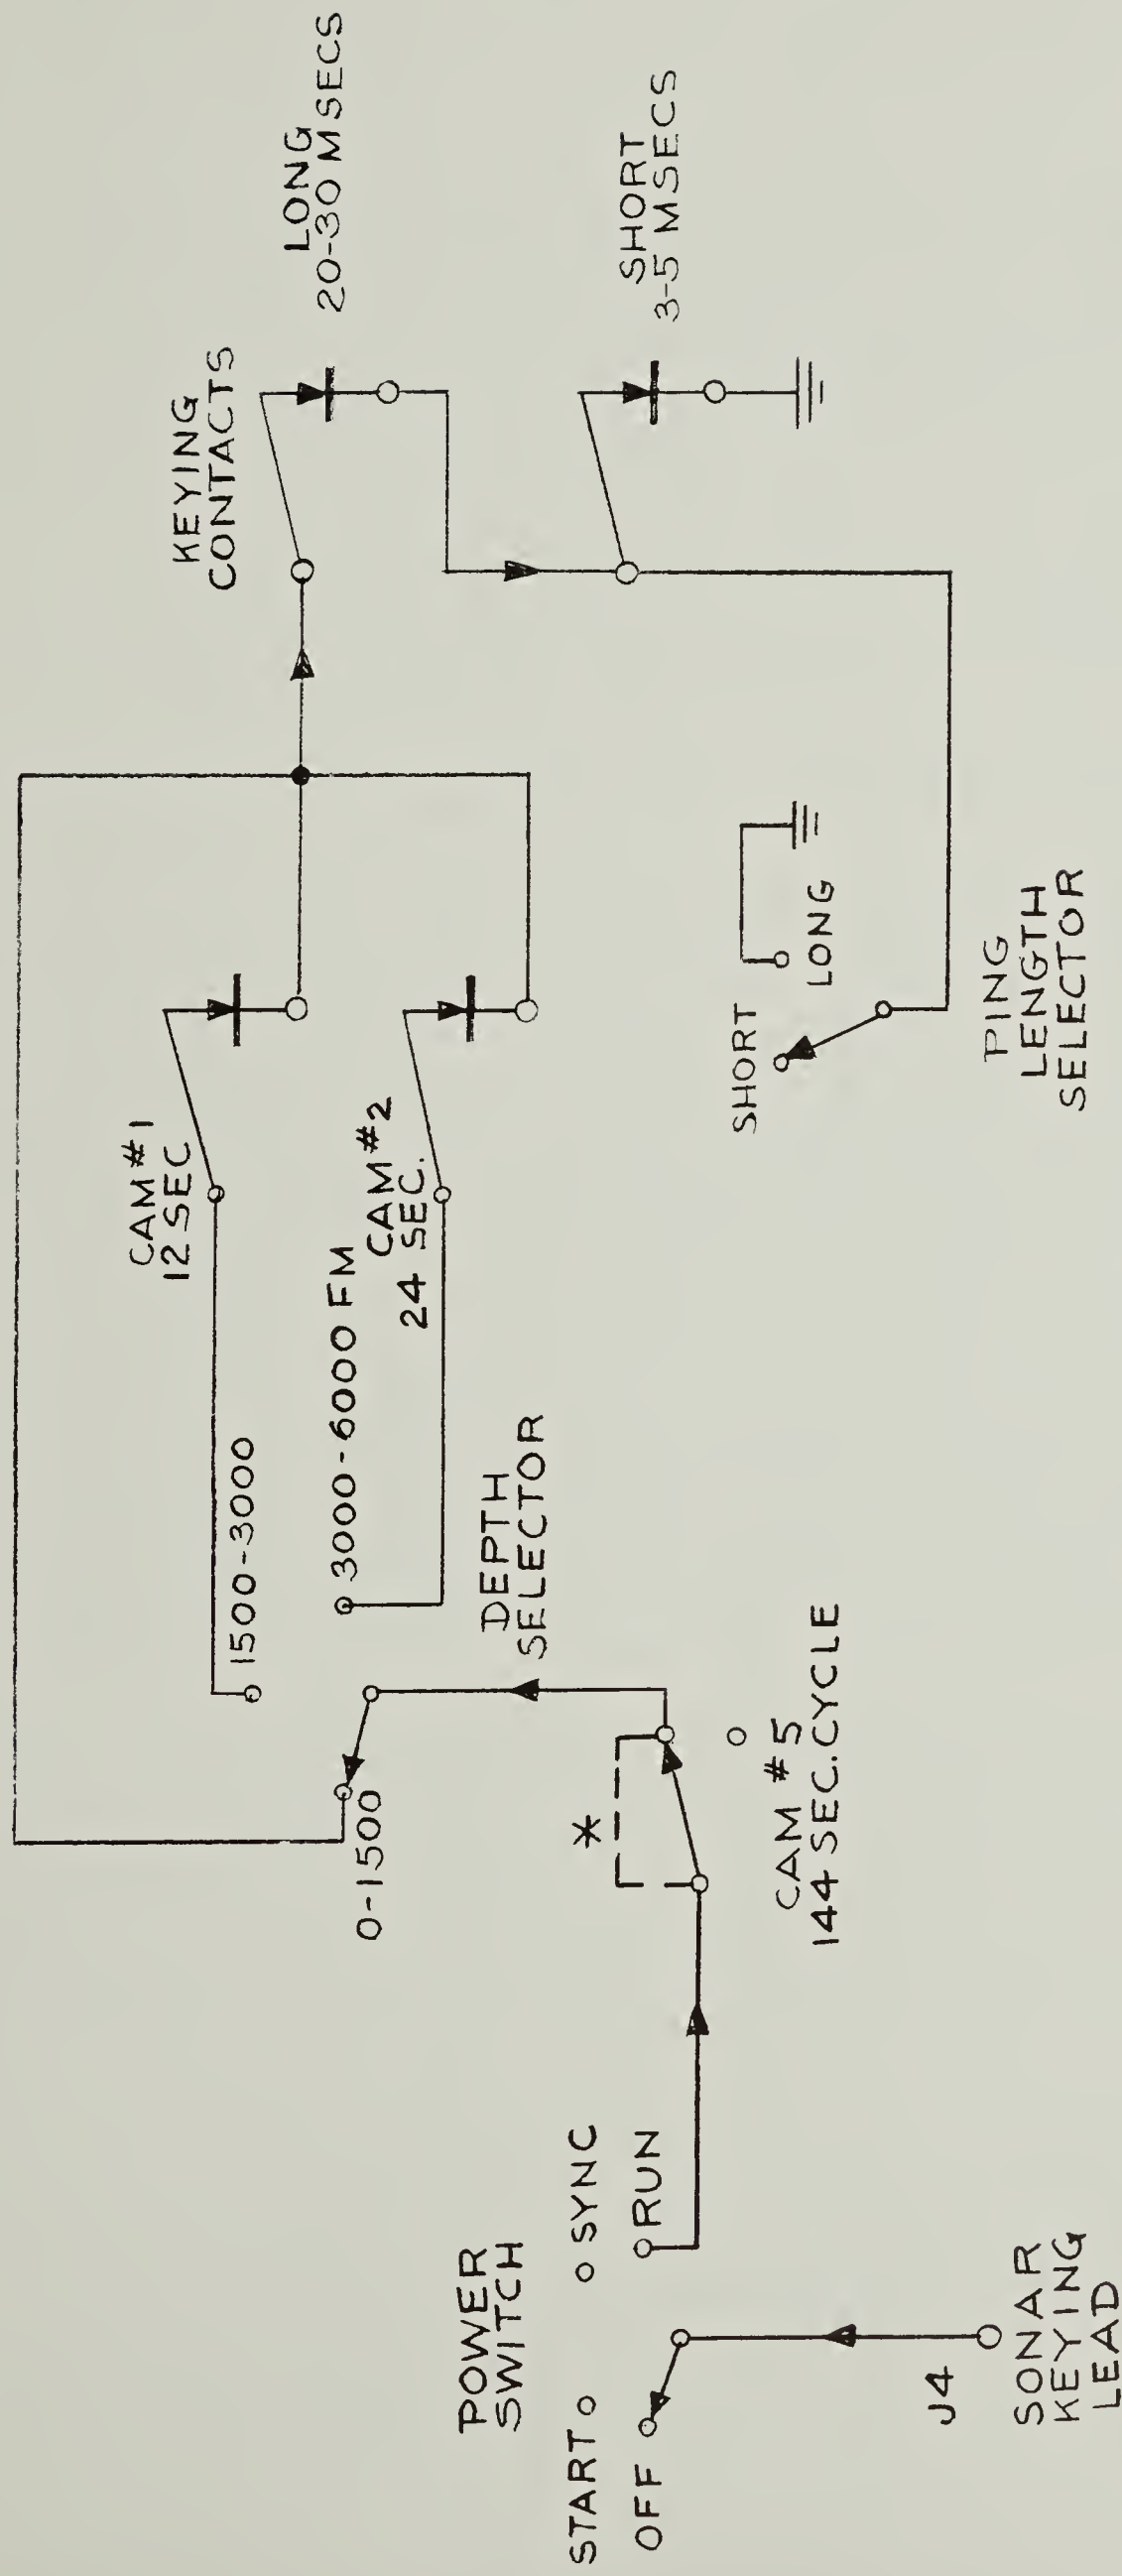 KEYING
CONTACTS
LONG
20-30 MSECS
CAM #1
12 SEC
1500-3000
3000-6000 FM
CAM #2
24 SEC.
0-1500
DEPTH
SELECTOR
SHORT
3-5 MSECS
*
POWER
SWITCH
START
SYNC
OFF
RUN
CAM #5
144 SEC. CYCLE
SHORT
LONG
PING
LENGTH
SELECTOR
J4
SONAR
KEYING
LEAD